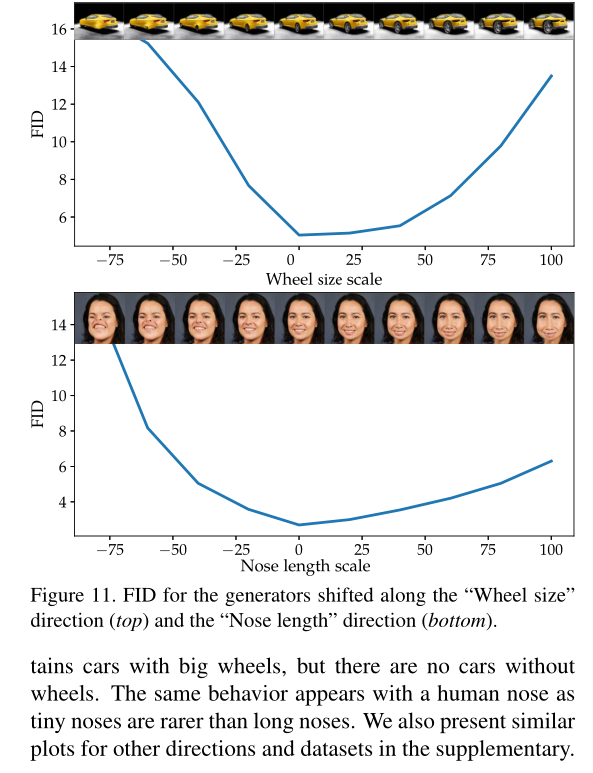 16
14
12
10
8
6
FID
−75 −50 −25 0 25 50 75 100
Wheel size scale
14
12
10
8
6
4
FID
−75 −50 −25 0 25 50 75 100
Nose length scale
Figure 11. FID for the generators shifted along the “Wheel size”
direction (top) and the “Nose length” direction (bottom).
tains cars with big wheels, but there are no cars without
wheels. The same behavior appears with a human nose as
tiny noses are rarer than long noses. We also present similar
plots for other directions and datasets in the supplementary.